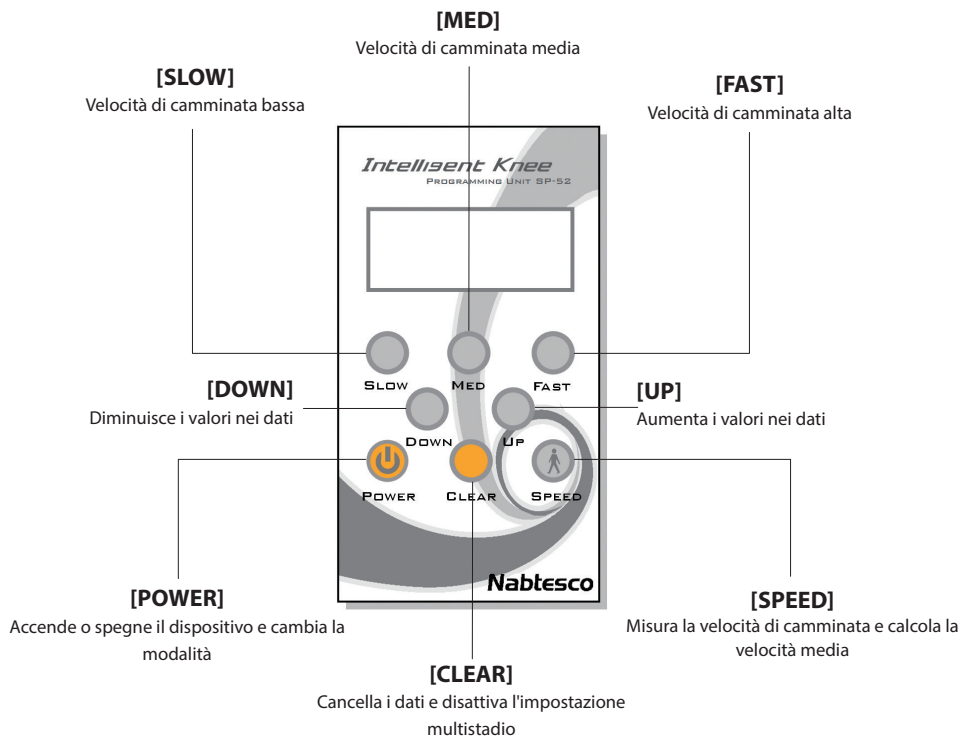 [MED]
Velocità di camminata media
[SLOW]
Velocità di camminata bassa
[FAST]
Velocità di camminata alta
Intelligent Knee
PROGRAMMING UNIT SP-52
SLOW
MED
FAST
[DOWN]
Diminuisce i valori nei dati
[UP]
Aumenta i valori nei dati
DOWN
UP
POWER
CLEAR
SPEED
Nabtesco
[POWER]
Accende o spegne il dispositivo e cambia la
modalità
[SPEED]
Misura la velocità di camminata e calcola la
velocità media
[CLEAR]
Cancella i dati e disattiva l'impostazione
multistadio